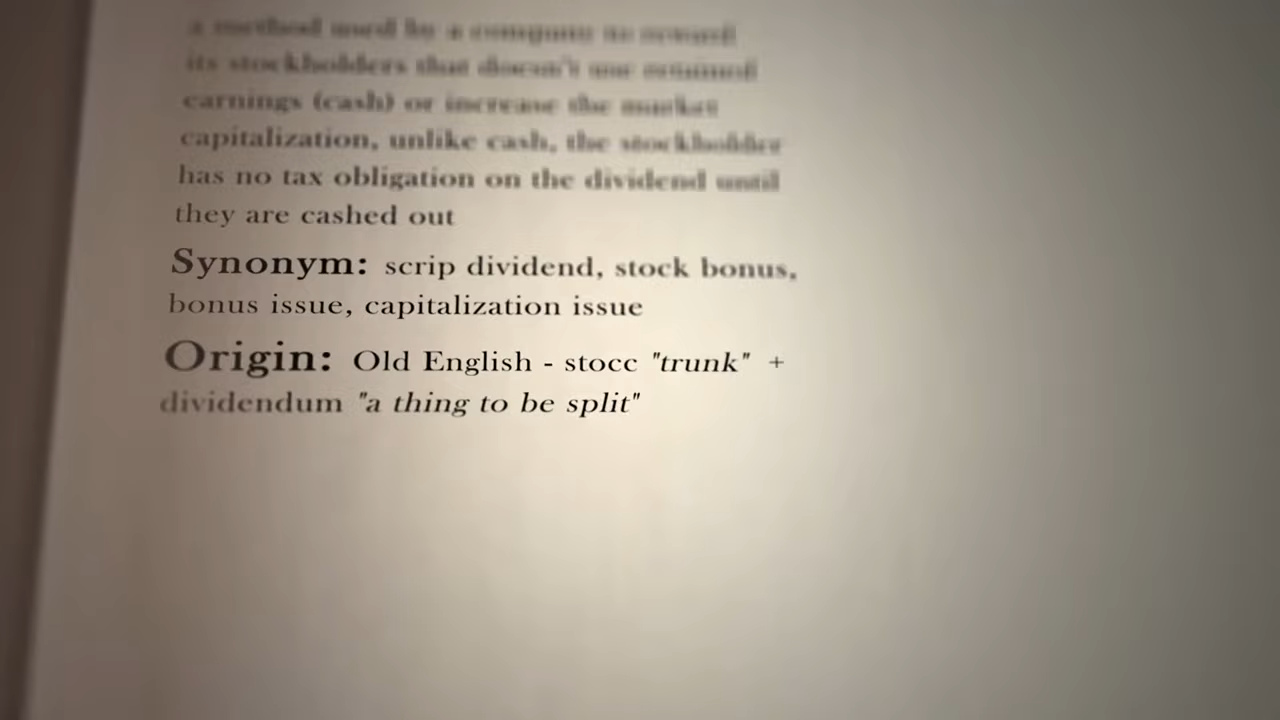 a method used by a company to reward
its stockholders that doesn't use retained
earnings (cash) or increase the market
capitalization, unlike cash, the stockholder
has no tax obligation on the dividend until
they are cashed out
Synonym: scrip dividend, stock bonus,
bonus issue, capitalization issue
Origin: Old English - stocc "trunk" +
dividendum "a thing to be split"